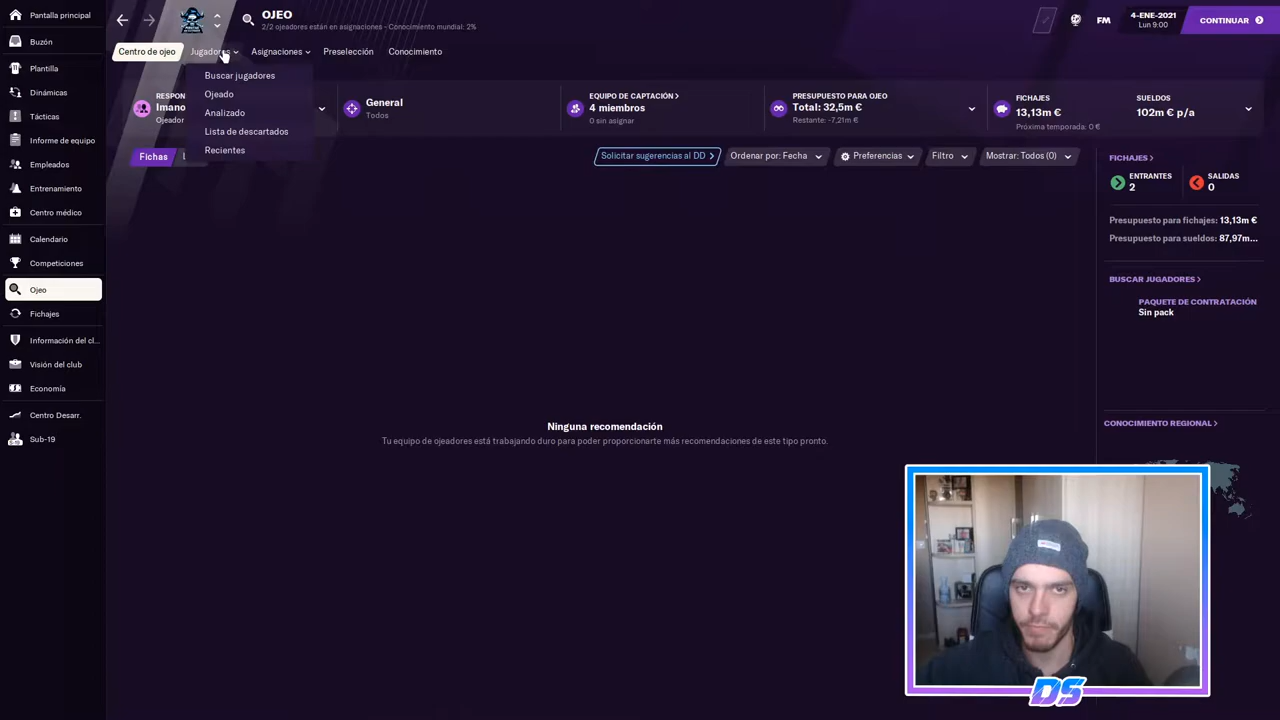 Pantalla principal
Buzón
Plantilla
Dinámicas
Tácticas
Informe de equipo
Empleados
Entrenamiento
Centro médico
Calendario
Competiciones
Ojeo
Fichajes
Información del cl...
Visión del club
Economía
Centro Desarr.
Sub-19
OJEO
2/2 ojeadores están en asignaciones - Conocimiento mundial: 2%
FM
4-ENE-2021
Lun 9:00
CONTINUAR
Centro de ojeo
Jugadores
Asignaciones
Preselección
Conocimiento
Buscar jugadores
Ojeado
Analizado
Lista de descartados
Recientes
RESPON
Imano
Ojeador
General
Todos
EQUIPO DE CAPTACIÓN >
4 miembros
0 sin asignar
PRESUPUESTO PARA OJEO
Total: 32,5m €
Restante: -7,21m €
FICHAJES
13,13m €
Próxima temporada: 0 €
SUELDOS
102m € p/a
Fichas
Solicitar sugerencias al DD >
Ordenar por: Fecha
Preferencias
Filtro
Mostrar: Todos (0)
FICHAJES >
ENTRANTES
2
SALIDAS
0
Presupuesto para fichajes: 13,13m €
Presupuesto para sueldos: 87,97m...
BUSCAR JUGADORES >
PAQUETE DE CONTRATACIÓN
Sin pack
Ninguna recomendación
Tu equipo de ojeadores está trabajando duro para poder proporcionarte más recomendaciones de este tipo pronto.
CONOCIMIENTO REGIONAL >
DS